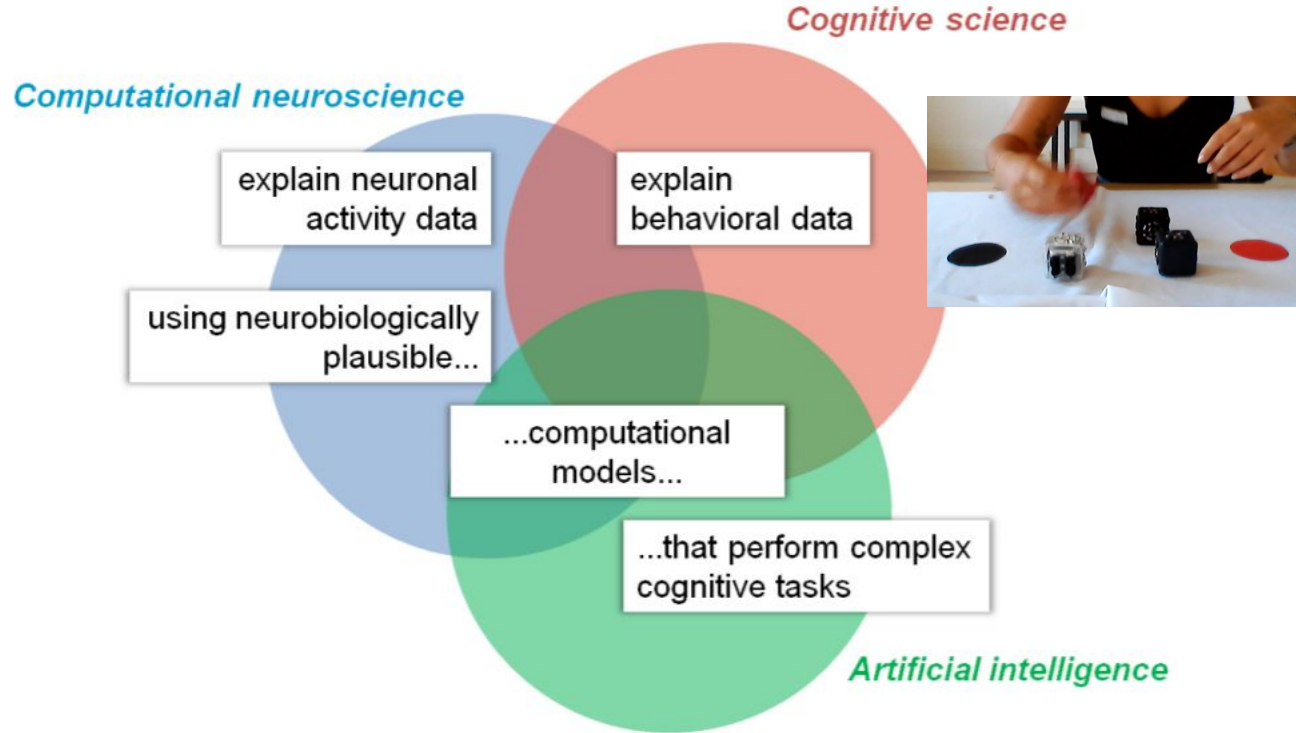 Cognitive science
Computational neuroscience
explain neuronal
activity data
explain
behavioral data
using neurobiologically
plausible...
...computational
models...
...that perform complex
cognitive tasks
Artificial intelligence